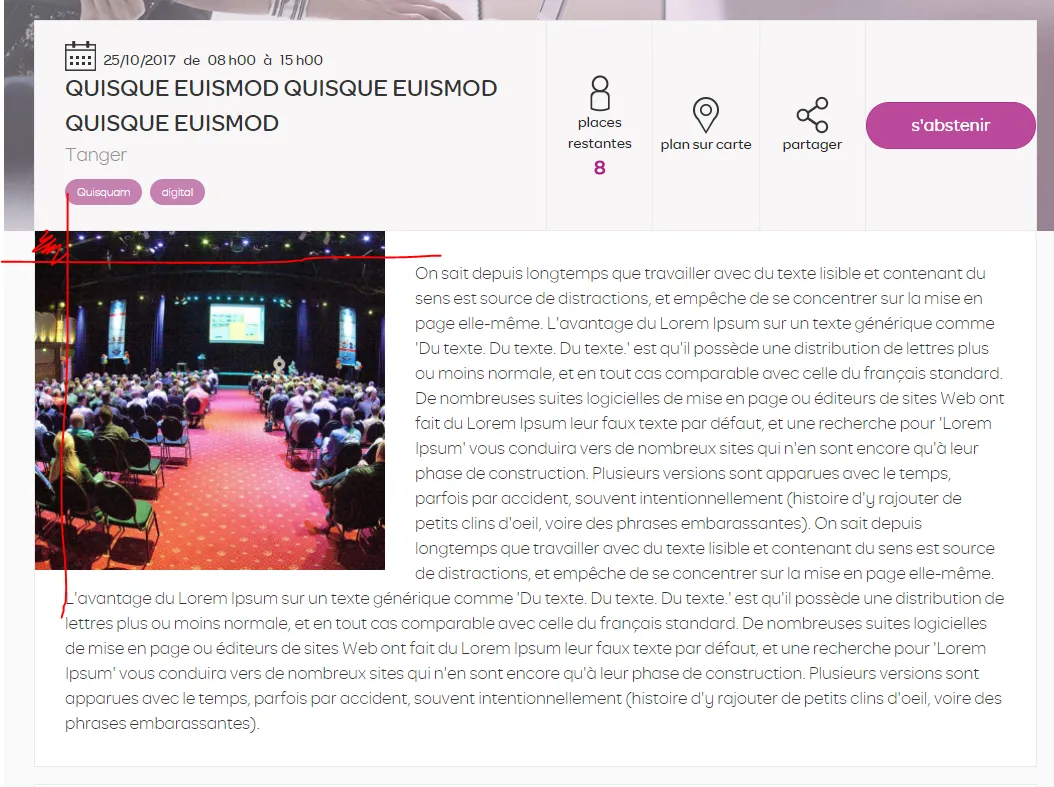 25/10/2017 de 08h00 à 15h00
QUISQUE EUISMOD QUISQUE EUISMOD
QUISQUE EUISMOD
Tanger
Quisquam
digital
places
restantes
8
plan sur carte
partager
s'abstenir
On sait depuis longtemps que travailler avec du texte lisible et contenant du
sens est source de distractions, et empêche de se concentrer sur la mise en
page elle-même. L'avantage du Lorem Ipsum sur un texte générique comme
'Du texte. Du texte. Du texte.' est qu'il possède une distribution de lettres plus
ou moins normale, et en tout cas comparable avec celle du français standard.
De nombreuses suites logicielles de mise en page ou éditeurs de sites Web ont
fait du Lorem Ipsum leur faux texte par défaut, et une recherche pour 'Lorem
Ipsum' vous conduira vers de nombreux sites qui n'en sont encore qu'à leur
phase de construction. Plusieurs versions sont apparues avec le temps,
parfois par accident, souvent intentionnellement (histoire d'y rajouter de
petits clins d'oeil, voire des phrases embarassantes). On sait depuis
longtemps que travailler avec du texte lisible et contenant du sens est source
de distractions, et empêche de se concentrer sur la mise en page elle-même.
L'avantage du Lorem Ipsum sur un texte générique comme 'Du texte. Du texte. Du texte.' est qu'il possède une distribution de
lettres plus ou moins normale, et en tout cas comparable avec celle du français standard. De nombreuses suites logicielles
de mise en page ou éditeurs de sites Web ont fait du Lorem Ipsum leur faux texte par défaut, et une recherche pour 'Lorem
Ipsum' vous conduira vers de nombreux sites qui n'en sont encore qu'à leur phase de construction. Plusieurs versions sont
apparues avec le temps, parfois par accident, souvent intentionnellement (histoire d'y rajouter de petits clins d'oeil, voire des
phrases embarassantes).